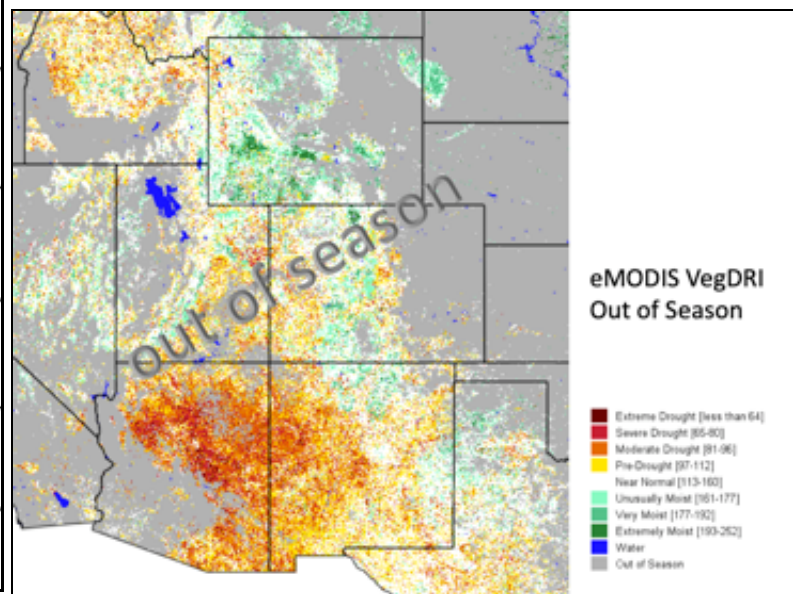 out of season
eMODIS VegDRI
Out of Season
Extreme Drought [less than 64]
Severe Drought [65-80]
Moderate Drought [81-96]
Pre-Drought [97-112]
Near Normal [113-160]
Unusually Moist [161-177]
Very Moist [177-192]
Extremely Moist [193-252]
Water
Out of Season